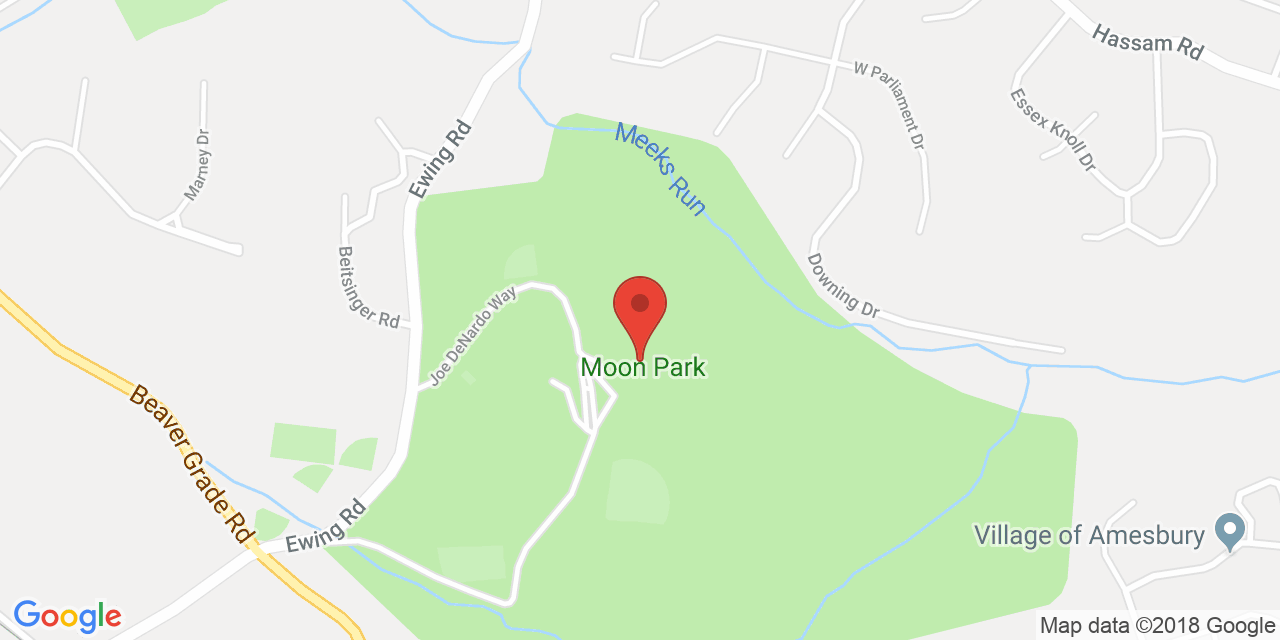 Hassam Rd
W Parliament Dr
Essex Knoll Dr
Marney Dr
Ewing Rd
Meeks Run
Beitsinger Rd
Joe DeNardo Way
Downing Dr
Moon Park
Beaver Grade Rd
Ewing Rd
Village of Amesbury
Google
Map data ©2018 Google